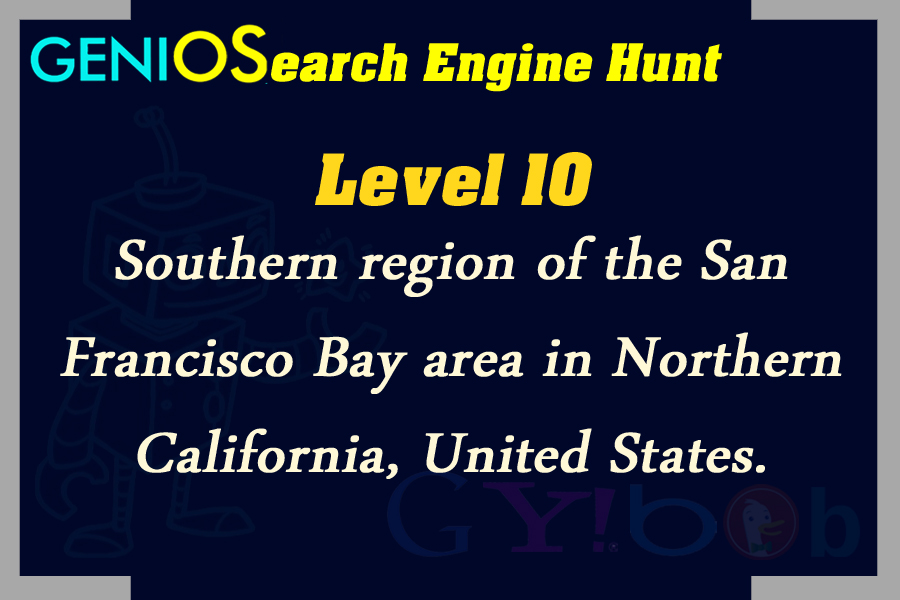 GENIOSearch Engine Hunt
Level 10
Southern region of the San
Francisco Bay area in Northern
California, United States.
G Y! b b